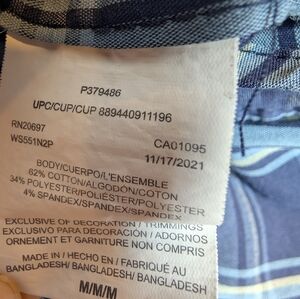 P379486
UPC/CUP/CUP 889440911196
RN20697 CA01095
WS551N2P 11/17/2021
BODY/CUERPO/L'ENSEMBLE
62% COTTON/ALGODÓN/COTON
34% POLYESTER/POLIÉSTER/POLYESTER
4% SPANDEX/SPANDEX/SPANDEX
EXCLUSIVE OF DECORATION / TRIMMINGS
EXCLUSIVO PARA DECORACIÓN / ADORNOS
ORNEMENT ET GARNITURE NON COMPRIS
MADE IN / HECHO EN / FABRIQUÉ AU
BANGLADESH/ BANGLADESH/ BANGLADESH
M/M/M